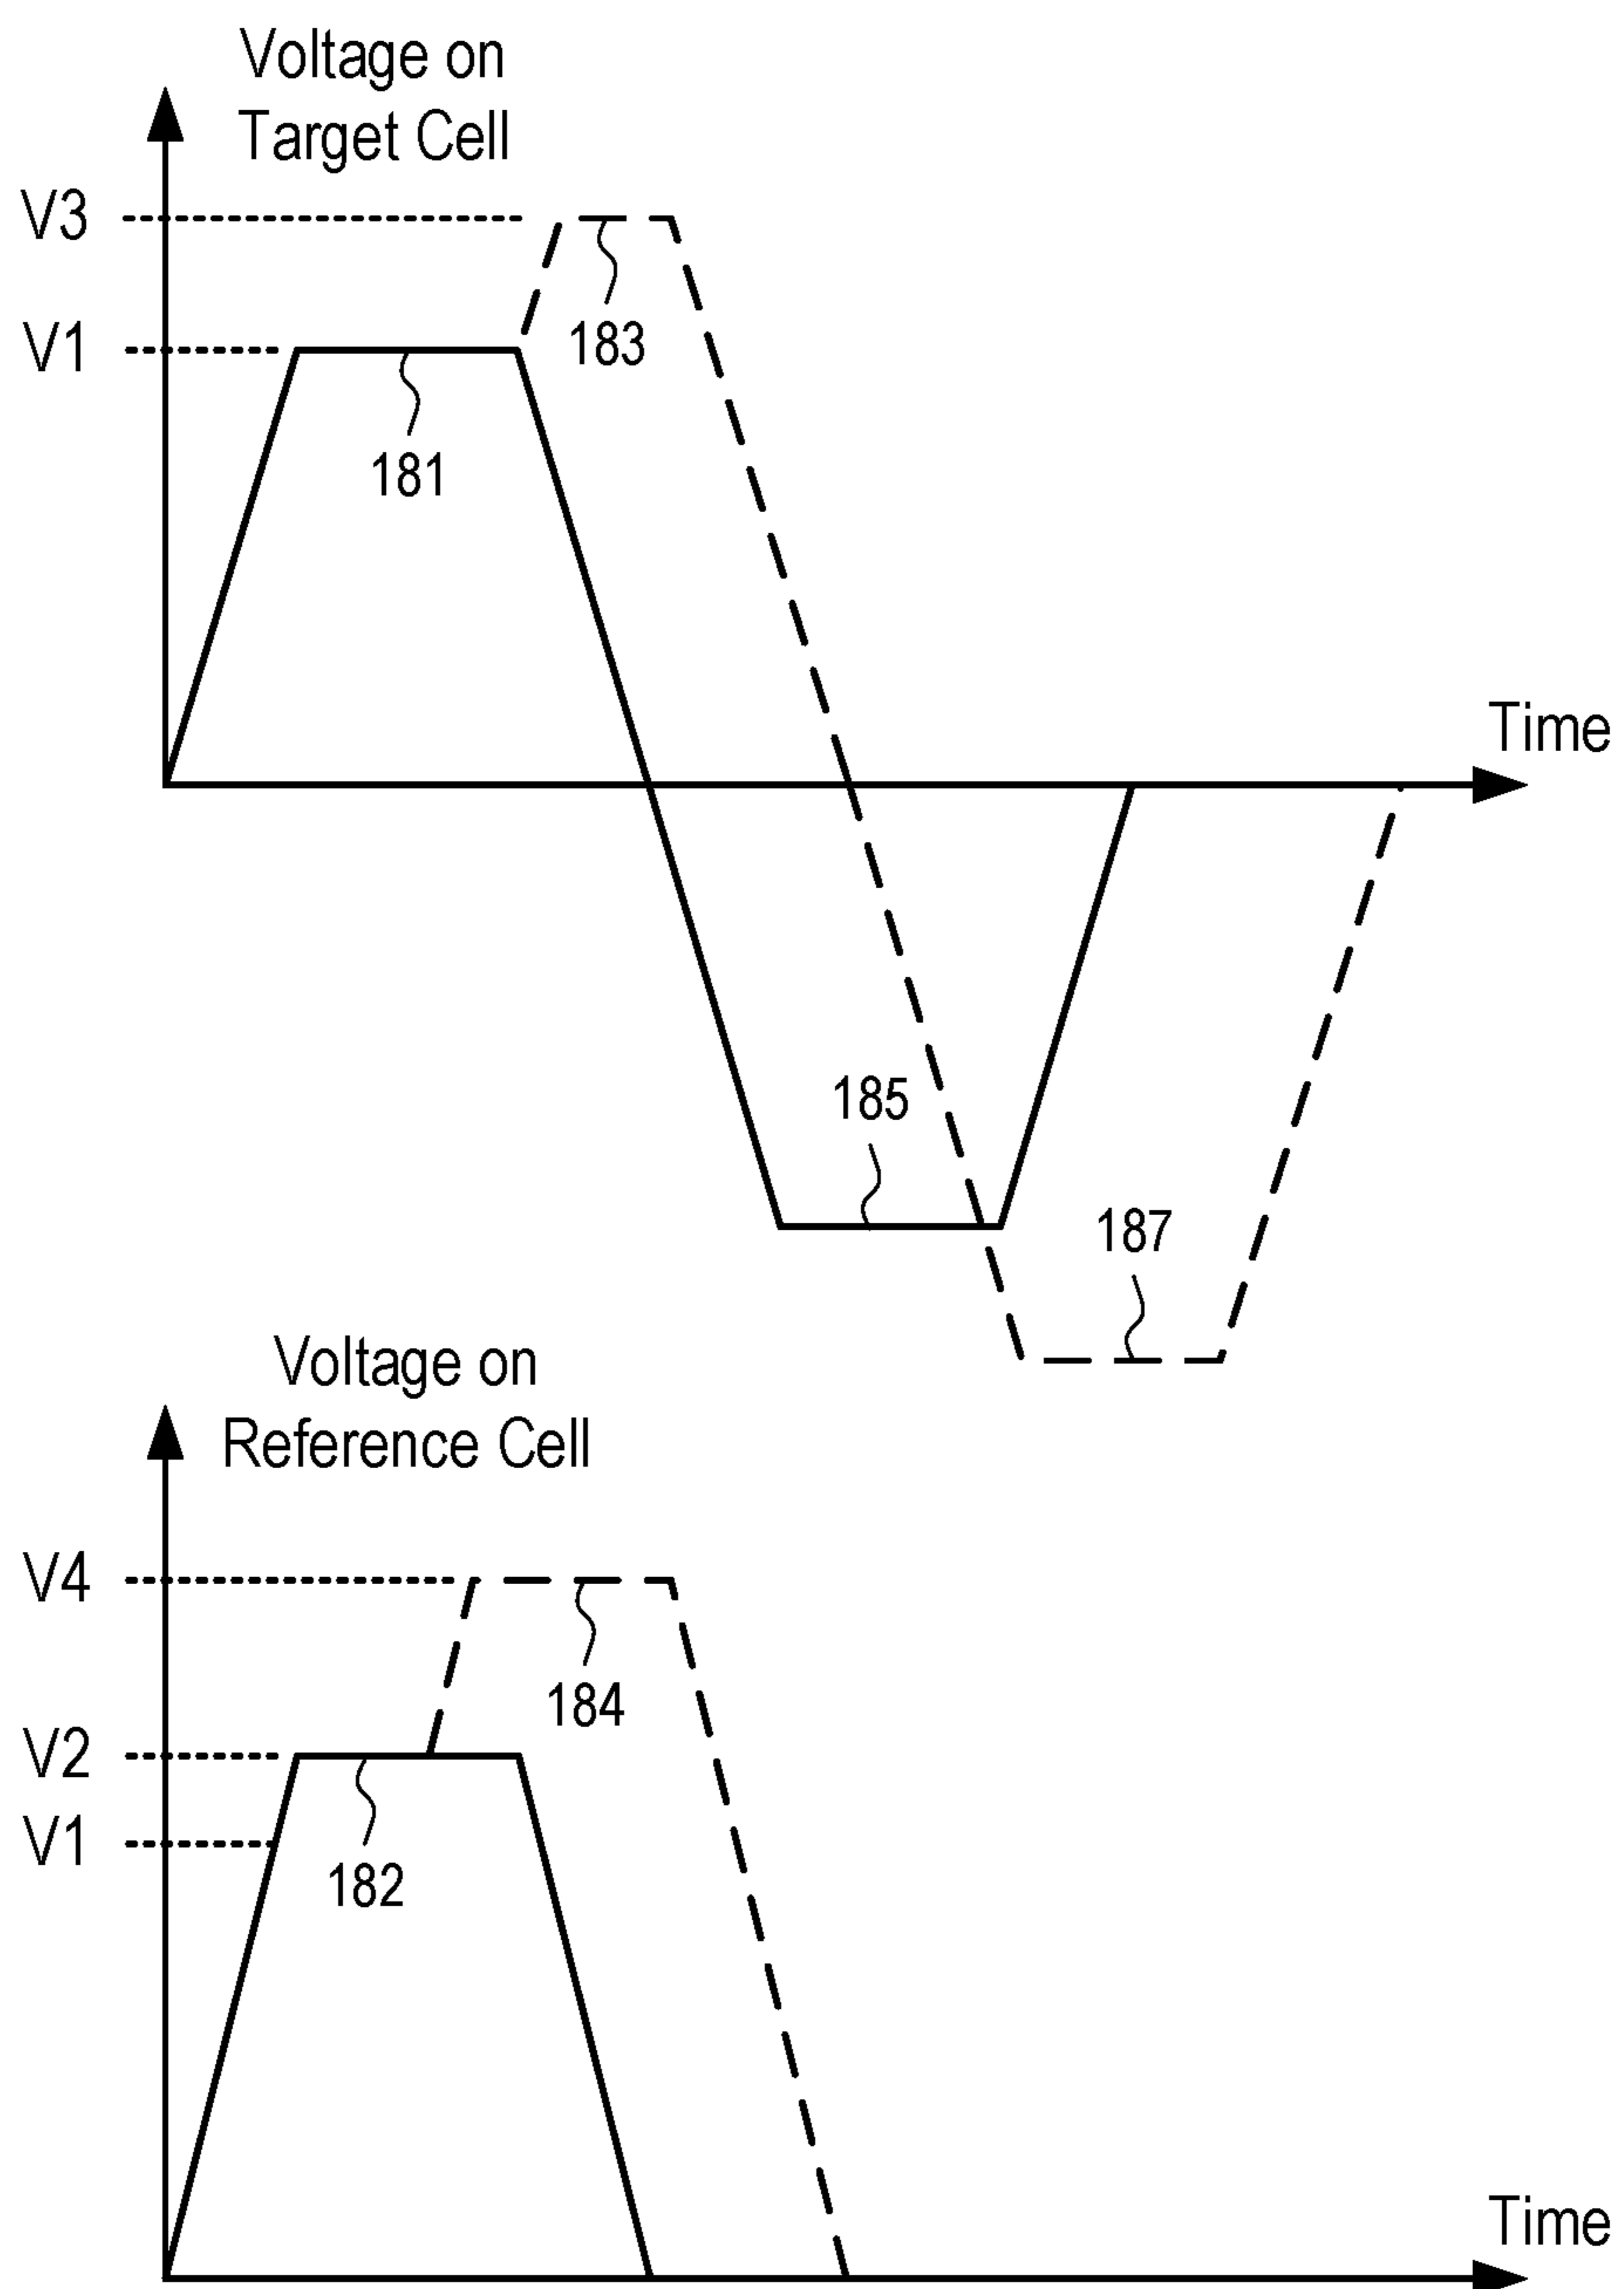 Voltage on
Target Cell
V3
V1
183
181
Time
185
187
Voltage on
Reference Cell
V4
184
V2
V1
182
Time